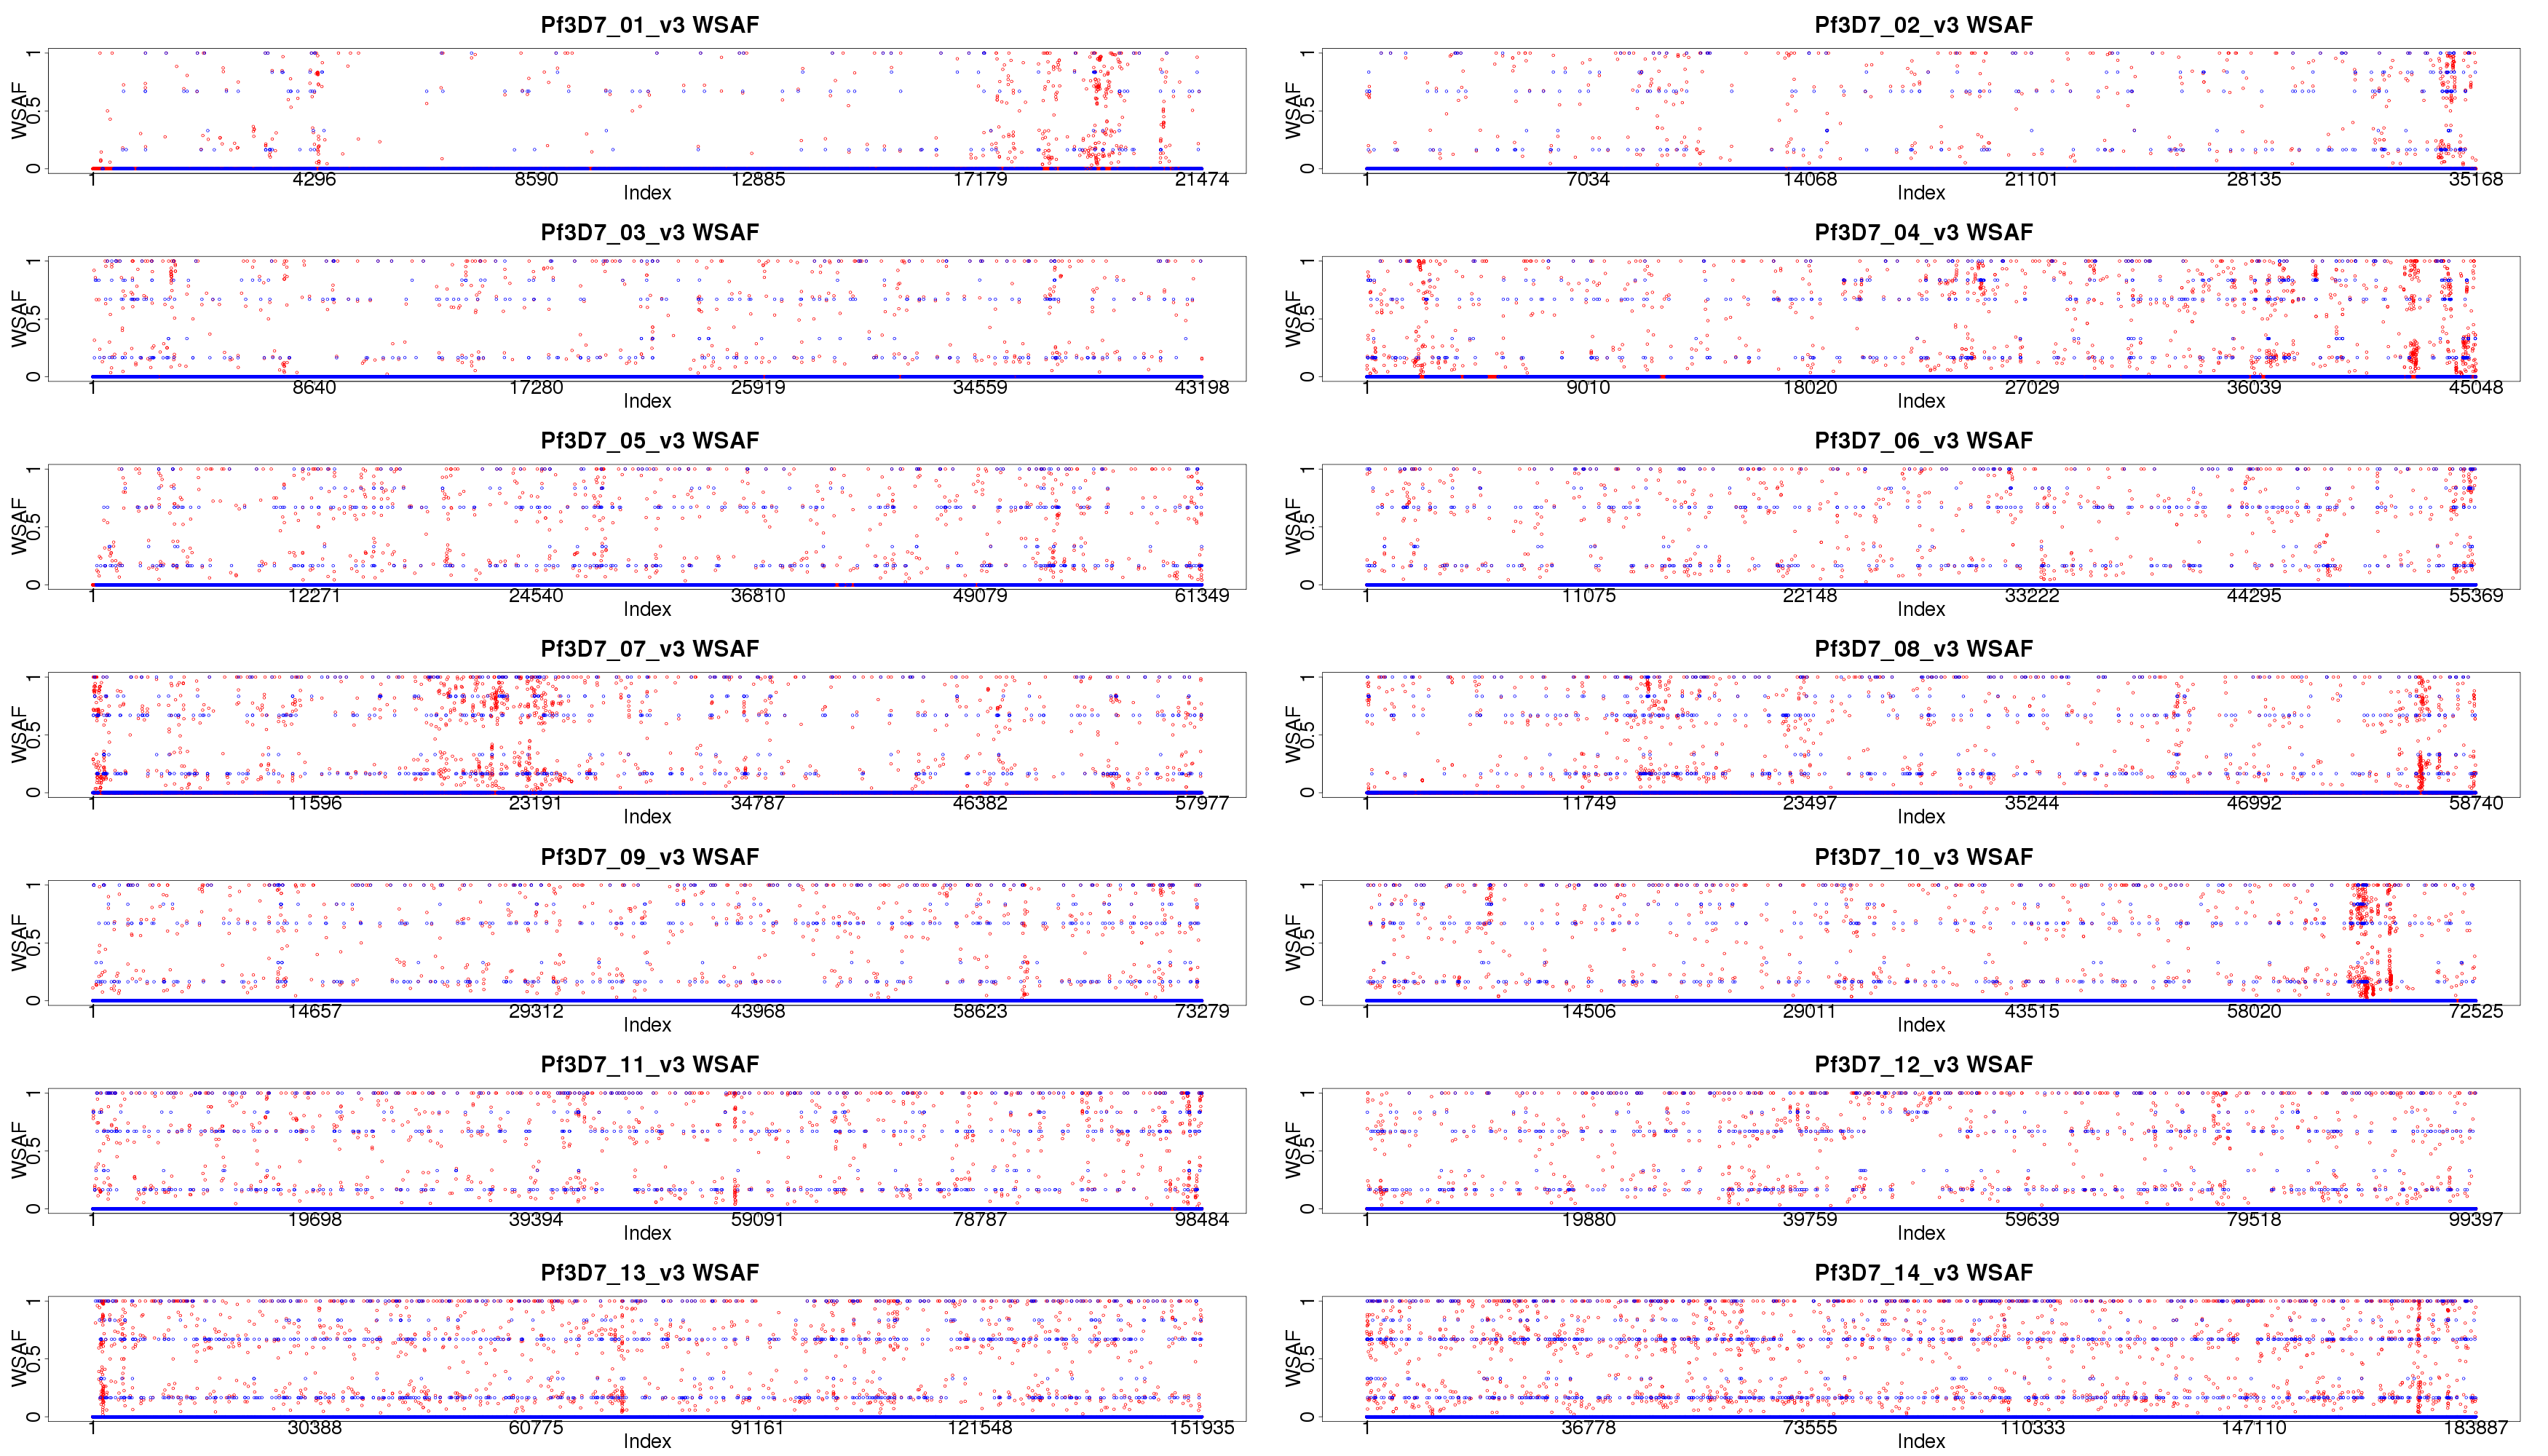 Pf3D7_01_v3 WSAF
WSAF
0 0.5 1
1 4296 8590 12885 17179 21474
Index
Pf3D7_02_v3 WSAF
WSAF
0 0.5 1
1 7034 14068 21101 28135 35168
Index
Pf3D7_03_v3 WSAF
WSAF
0 0.5 1
1 8640 17280 25919 34559 43198
Index
Pf3D7_04_v3 WSAF
WSAF
0 0.5 1
1 9010 18020 27029 36039 45048
Index
Pf3D7_05_v3 WSAF
WSAF
0 0.5 1
1 12271 24540 36810 49079 61349
Index
Pf3D7_06_v3 WSAF
WSAF
0 0.5 1
1 11075 22148 33222 44295 55369
Index
Pf3D7_07_v3 WSAF
WSAF
0 0.5 1
1 11596 23191 34787 46382 57977
Index
Pf3D7_08_v3 WSAF
WSAF
0 0.5 1
1 11749 23497 35244 46992 58740
Index
Pf3D7_09_v3 WSAF
WSAF
0 0.5 1
1 14657 29312 43968 58623 73279
Index
Pf3D7_10_v3 WSAF
WSAF
0 0.5 1
1 14506 29011 43515 58020 72525
Index
Pf3D7_11_v3 WSAF
WSAF
0 0.5 1
1 19698 39394 59091 78787 98484
Index
Pf3D7_12_v3 WSAF
WSAF
0 0.5 1
1 19880 39759 59639 79518 99397
Index
Pf3D7_13_v3 WSAF
WSAF
0 0.5 1
1 30388 60775 91161 121548 151935
Index
Pf3D7_14_v3 WSAF
WSAF
0 0.5 1
1 36778 73555 110333 147110 183887
Index